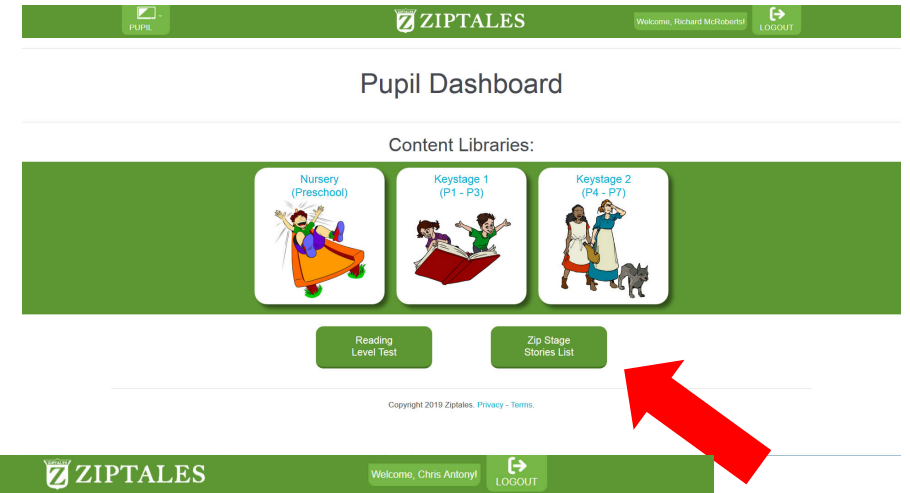 PUPIL
ZIPTALES
Welcome, Richard McRoberts!
LOGOUT
Pupil Dashboard
Content Libraries:
Nursery
(Preschool)
Keystage 1
(P1 - P3)
Keystage 2
(P4 - P7)
Reading
Level Test
Zip Stage
Stories List
Copyright 2019 Ziptales. Privacy - Terms.
ZIPTALES
Welcome, Chris Antony!
LOGOUT